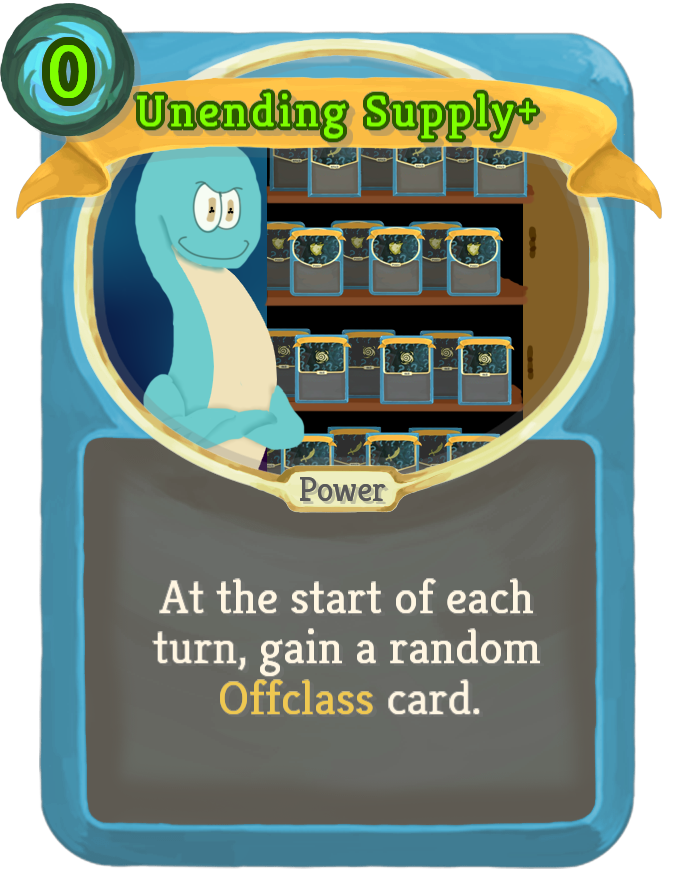 0
Unending Supply+
Power
At the start of each
turn, gain a random
Offclass card.